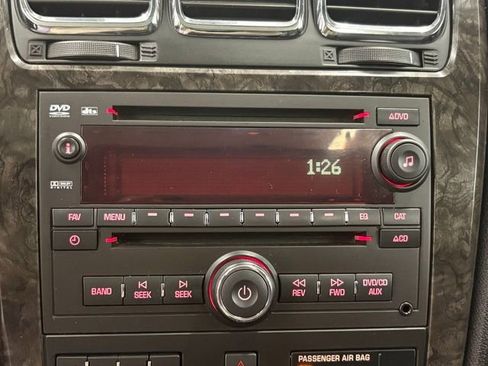 DVD dts
▲DVD
i
1:26
FAV MENU EQ CAT
▲CD
BAND SEEK SEEK REV FWD DVD/CD AUX
PASSENGER AIR BAG